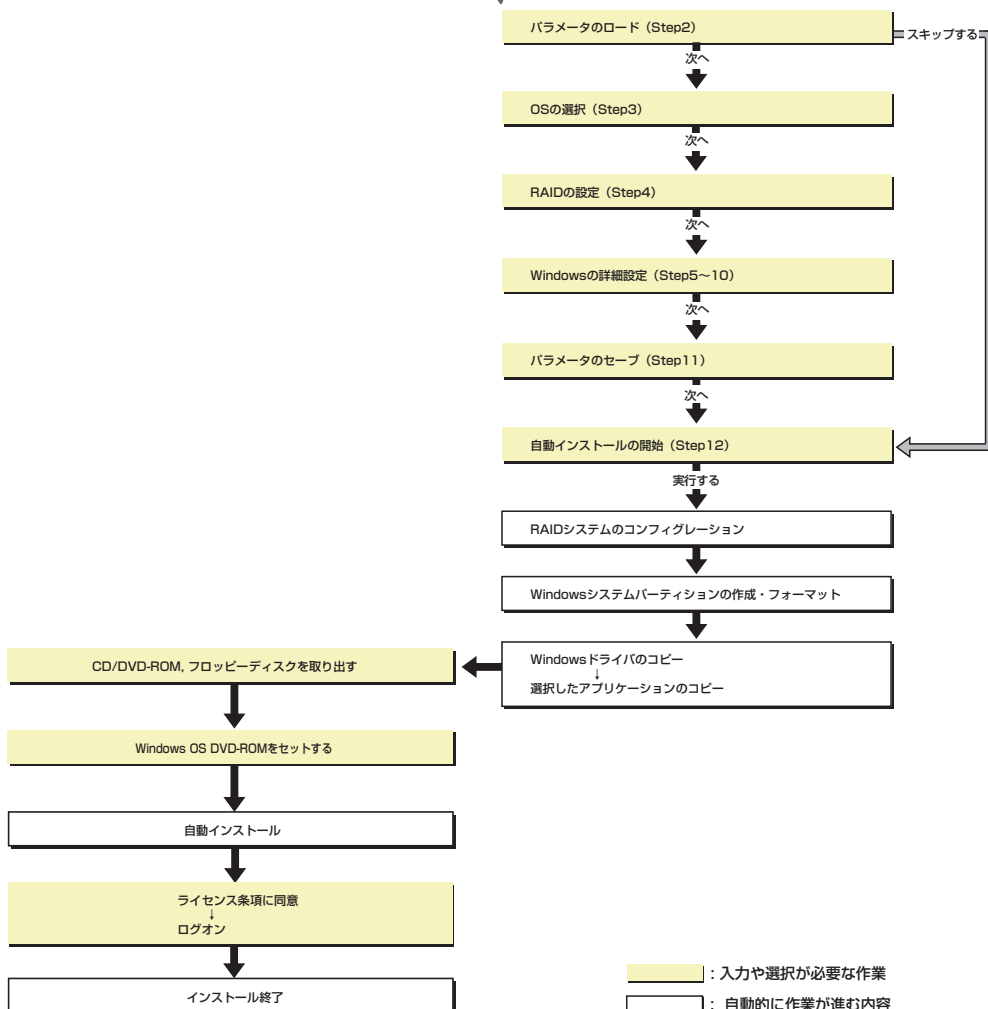 パラメータのロード（Step2）
スキップする
次へ
OSの選択（Step3）
次へ
RAIDの設定（Step4）
次へ
Windowsの詳細設定（Step5～10）
次へ
パラメータのセーブ（Step11）
次へ
自動インストールの開始（Step12）
実行する
RAIDシステムのコンフィグレーション
Windowsシステムパーティションの作成・フォーマット
Windowsドライバのコピー
↓
選択したアプリケーションのコピー
CD/DVD-ROM, フロッピーディスクを取り出す
Windows OS DVD-ROMをセットする
自動インストール
ライセンス条項に同意
↓
ログオン
インストール終了
：入力や選択が必要な作業
：自動的に作業が進む内容